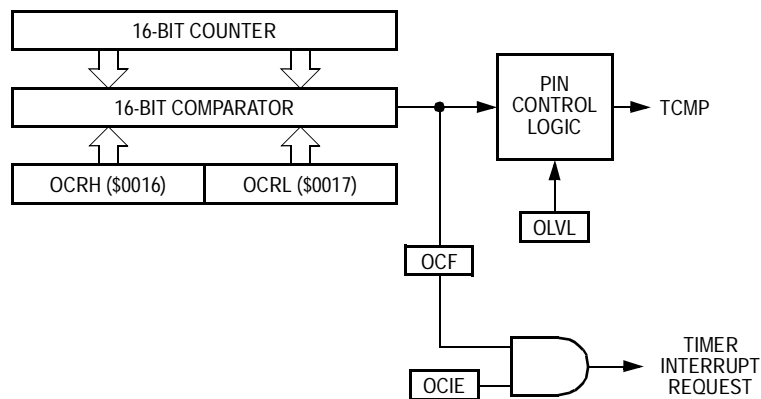 16-BIT COUNTER
16-BIT COMPARATOR
OCRH ($0016)
OCRL ($0017)
PIN
CONTROL
LOGIC
TCMP
OLVL
OCF
OCIE
TIMER
INTERRUPT
REQUEST